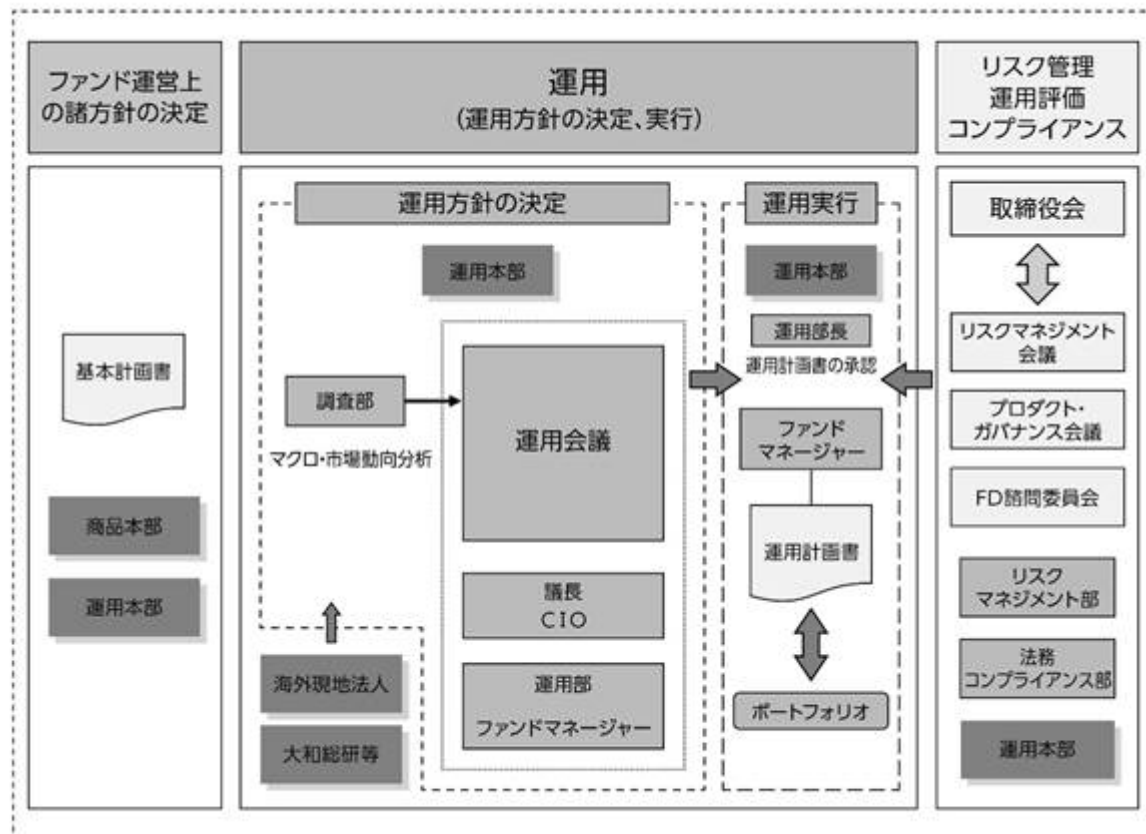 ファンド運営上
の諸方針の決定
運用
(運用方針の決定、実行)
リスク管理
運用評価
コンプライアンス
基本計画書
商品本部
運用本部
運用方針の決定
運用本部
調査部
マクロ・市場動向分析
運用会議
議長
CIO
運用部
ファンドマネージャー
海外現地法人
大和総研等
運用実行
運用本部
運用部長
運用計画書の承認
ファンド
マネージャー
運用計画書
ポートフォリオ
取締役会
リスクマネジメント
会議
プロダクト・
ガバナンス会議
FD諮問委員会
リスク
マネジメント部
法務
コンプライアンス部
運用本部